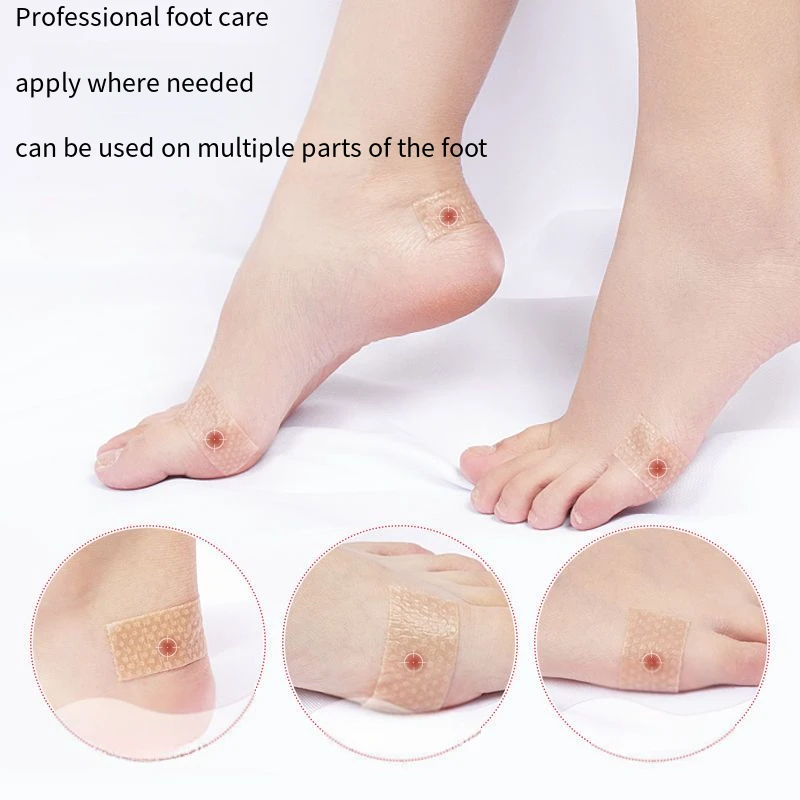 Professional foot care
apply where needed
can be used on multiple parts of the foot